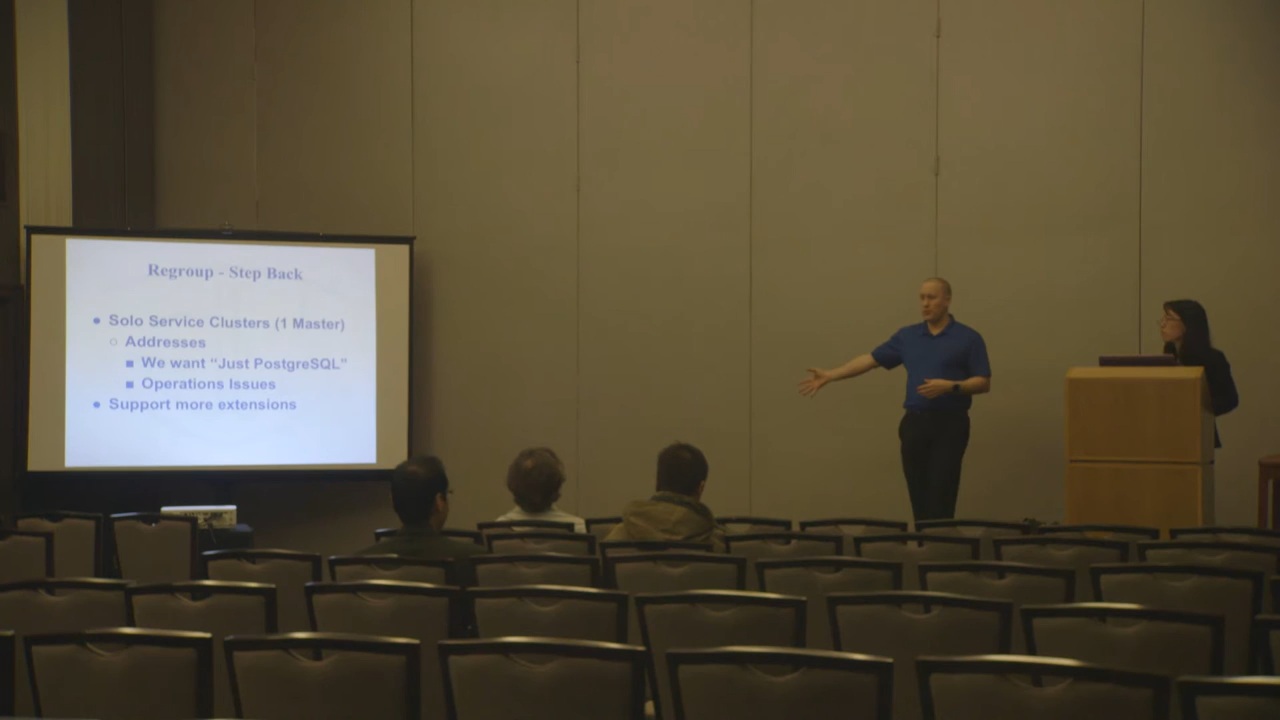 Regroup - Step Back
Solo Service Clusters (1 Master)
Addresses
We want “Just PostgreSQL”
Operations Issues
Support more extensions